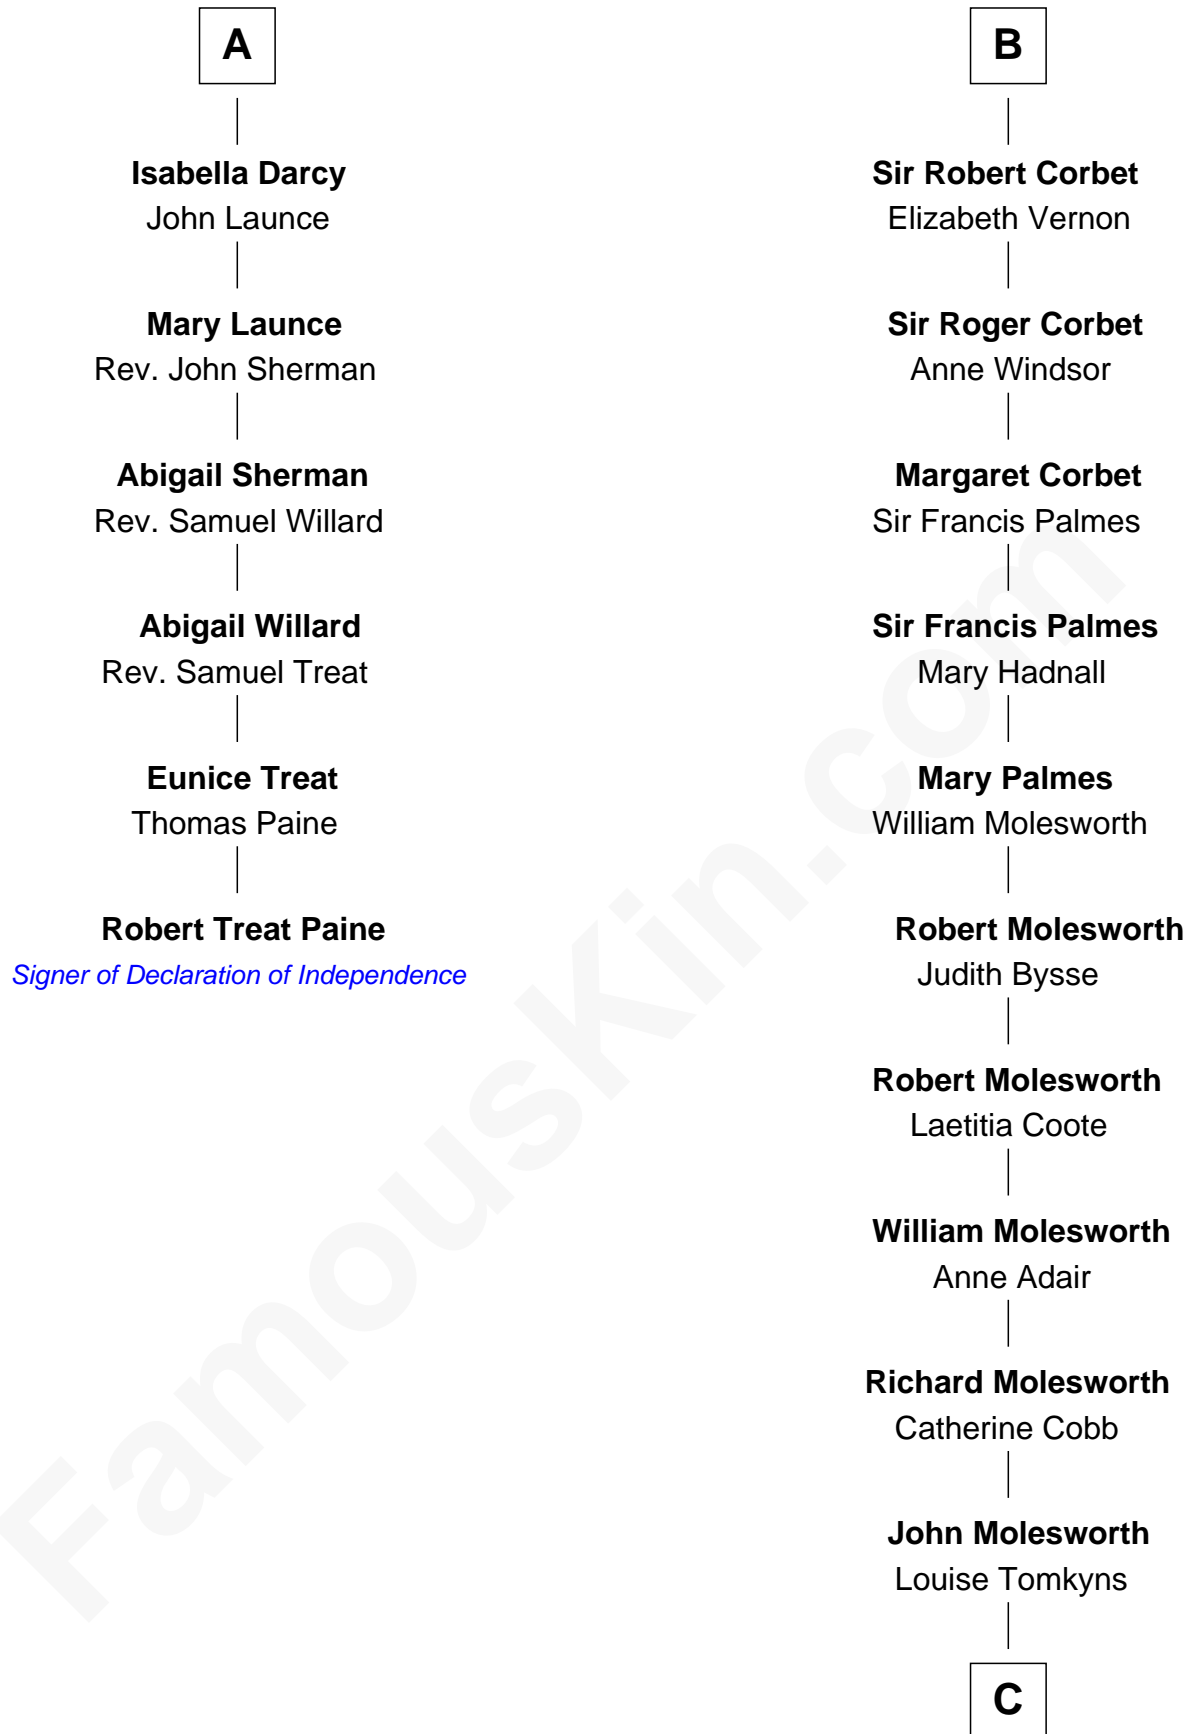 A
Isabella Darcy
John Launce
Mary Launce
Rev. John Sherman
Abigail Sherman
Rev. Samuel Willard
Abigail Willard
Rev. Samuel Treat
Eunice Treat
Thomas Paine
Robert Treat Paine
Signer of Declaration of Independence
B
Sir Robert Corbet
Elizabeth Vernon
Sir Roger Corbet
Anne Windsor
Margaret Corbet
Sir Francis Palmes
Sir Francis Palmes
Mary Hadnall
Mary Palmes
William Molesworth
Robert Molesworth
Judith Bysse
Robert Molesworth
Laetitia Coote
William Molesworth
Anne Adair
Richard Molesworth
Catherine Cobb
John Molesworth
Louise Tomkyns
C
FamousKin.com